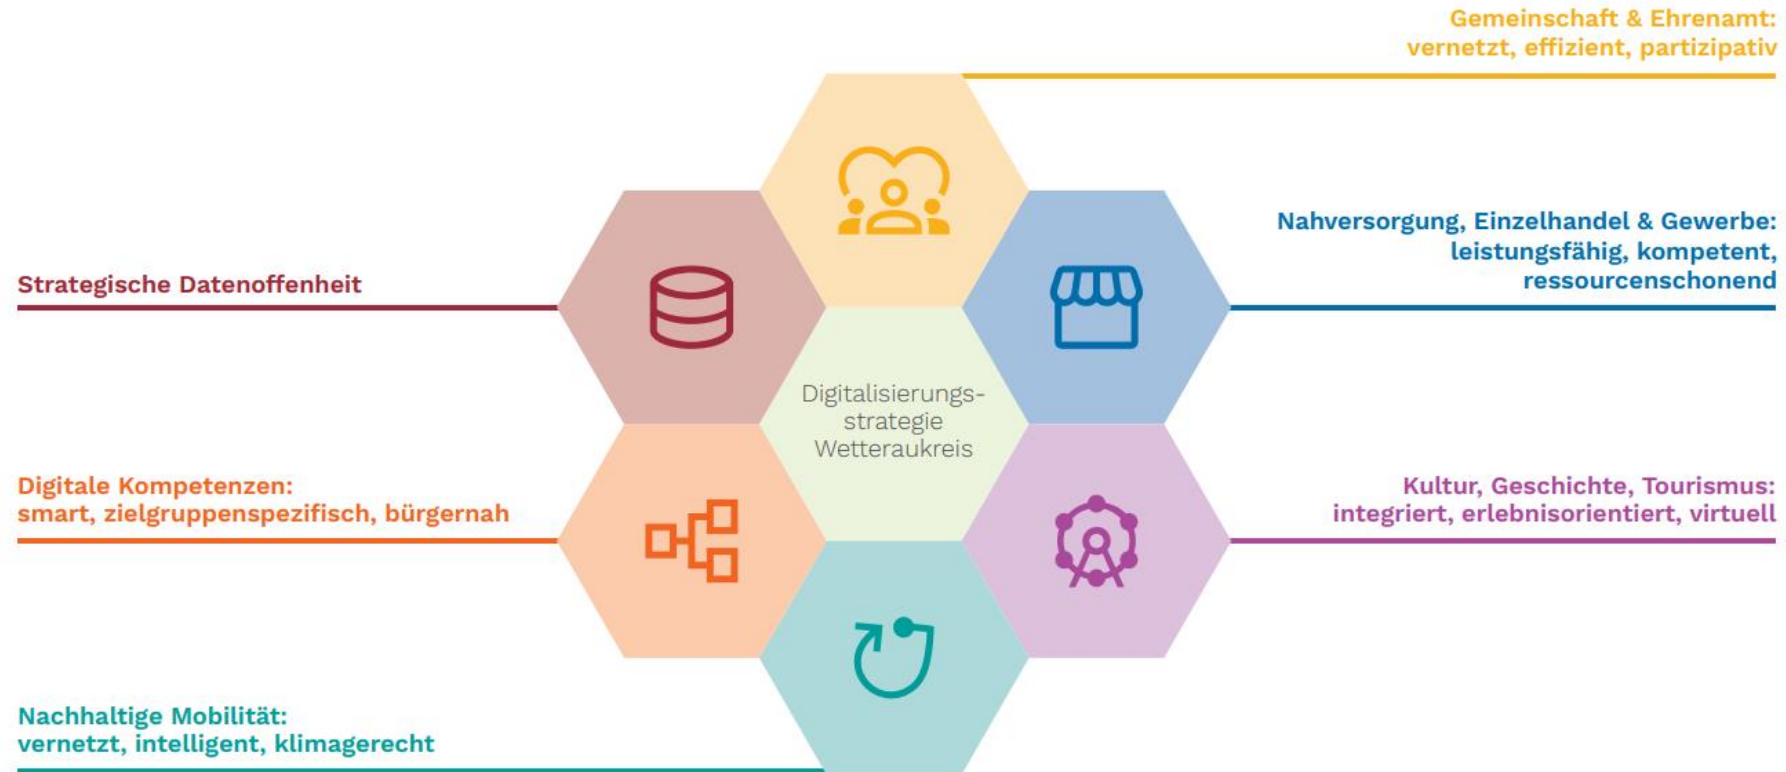 Gemeinschaft & Ehrenamt:
vernetzt, effizient, partizipativ
Nahversorgung, Einzelhandel & Gewerbe:
leistungsfähig, kompetent,
ressourcenschonend
Strategische Datenoffenheit
Digitalisierungs-
strategie
Wetteraukreis
Digitale Kompetenzen:
smart, zielgruppenspezifisch, bürgernah
Kultur, Geschichte, Tourismus:
integriert, erlebnisorientiert, virtuell
Nachhaltige Mobilität:
vernetzt, intelligent, klimagerecht